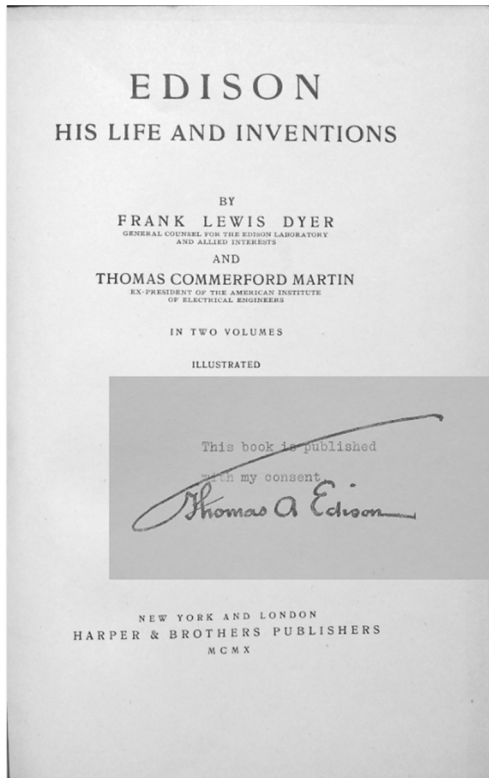 EDISON
HIS LIFE AND INVENTIONS
BY
FRANK LEWIS DYER
GENERAL COUNSEL FOR THE EDISON LABORATORY
AND ALLIED INTERESTS
AND
THOMAS COMMERFORD MARTIN
EX-PRESIDENT OF THE AMERICAN INSTITUTE
OF ELECTRICAL ENGINEERS
IN TWO VOLUMES
ILLUSTRATED
This book is published
with my consent
Thomas A Edison
NEW YORK AND LONDON
HARPER & BROTHERS PUBLISHERS
MCMX